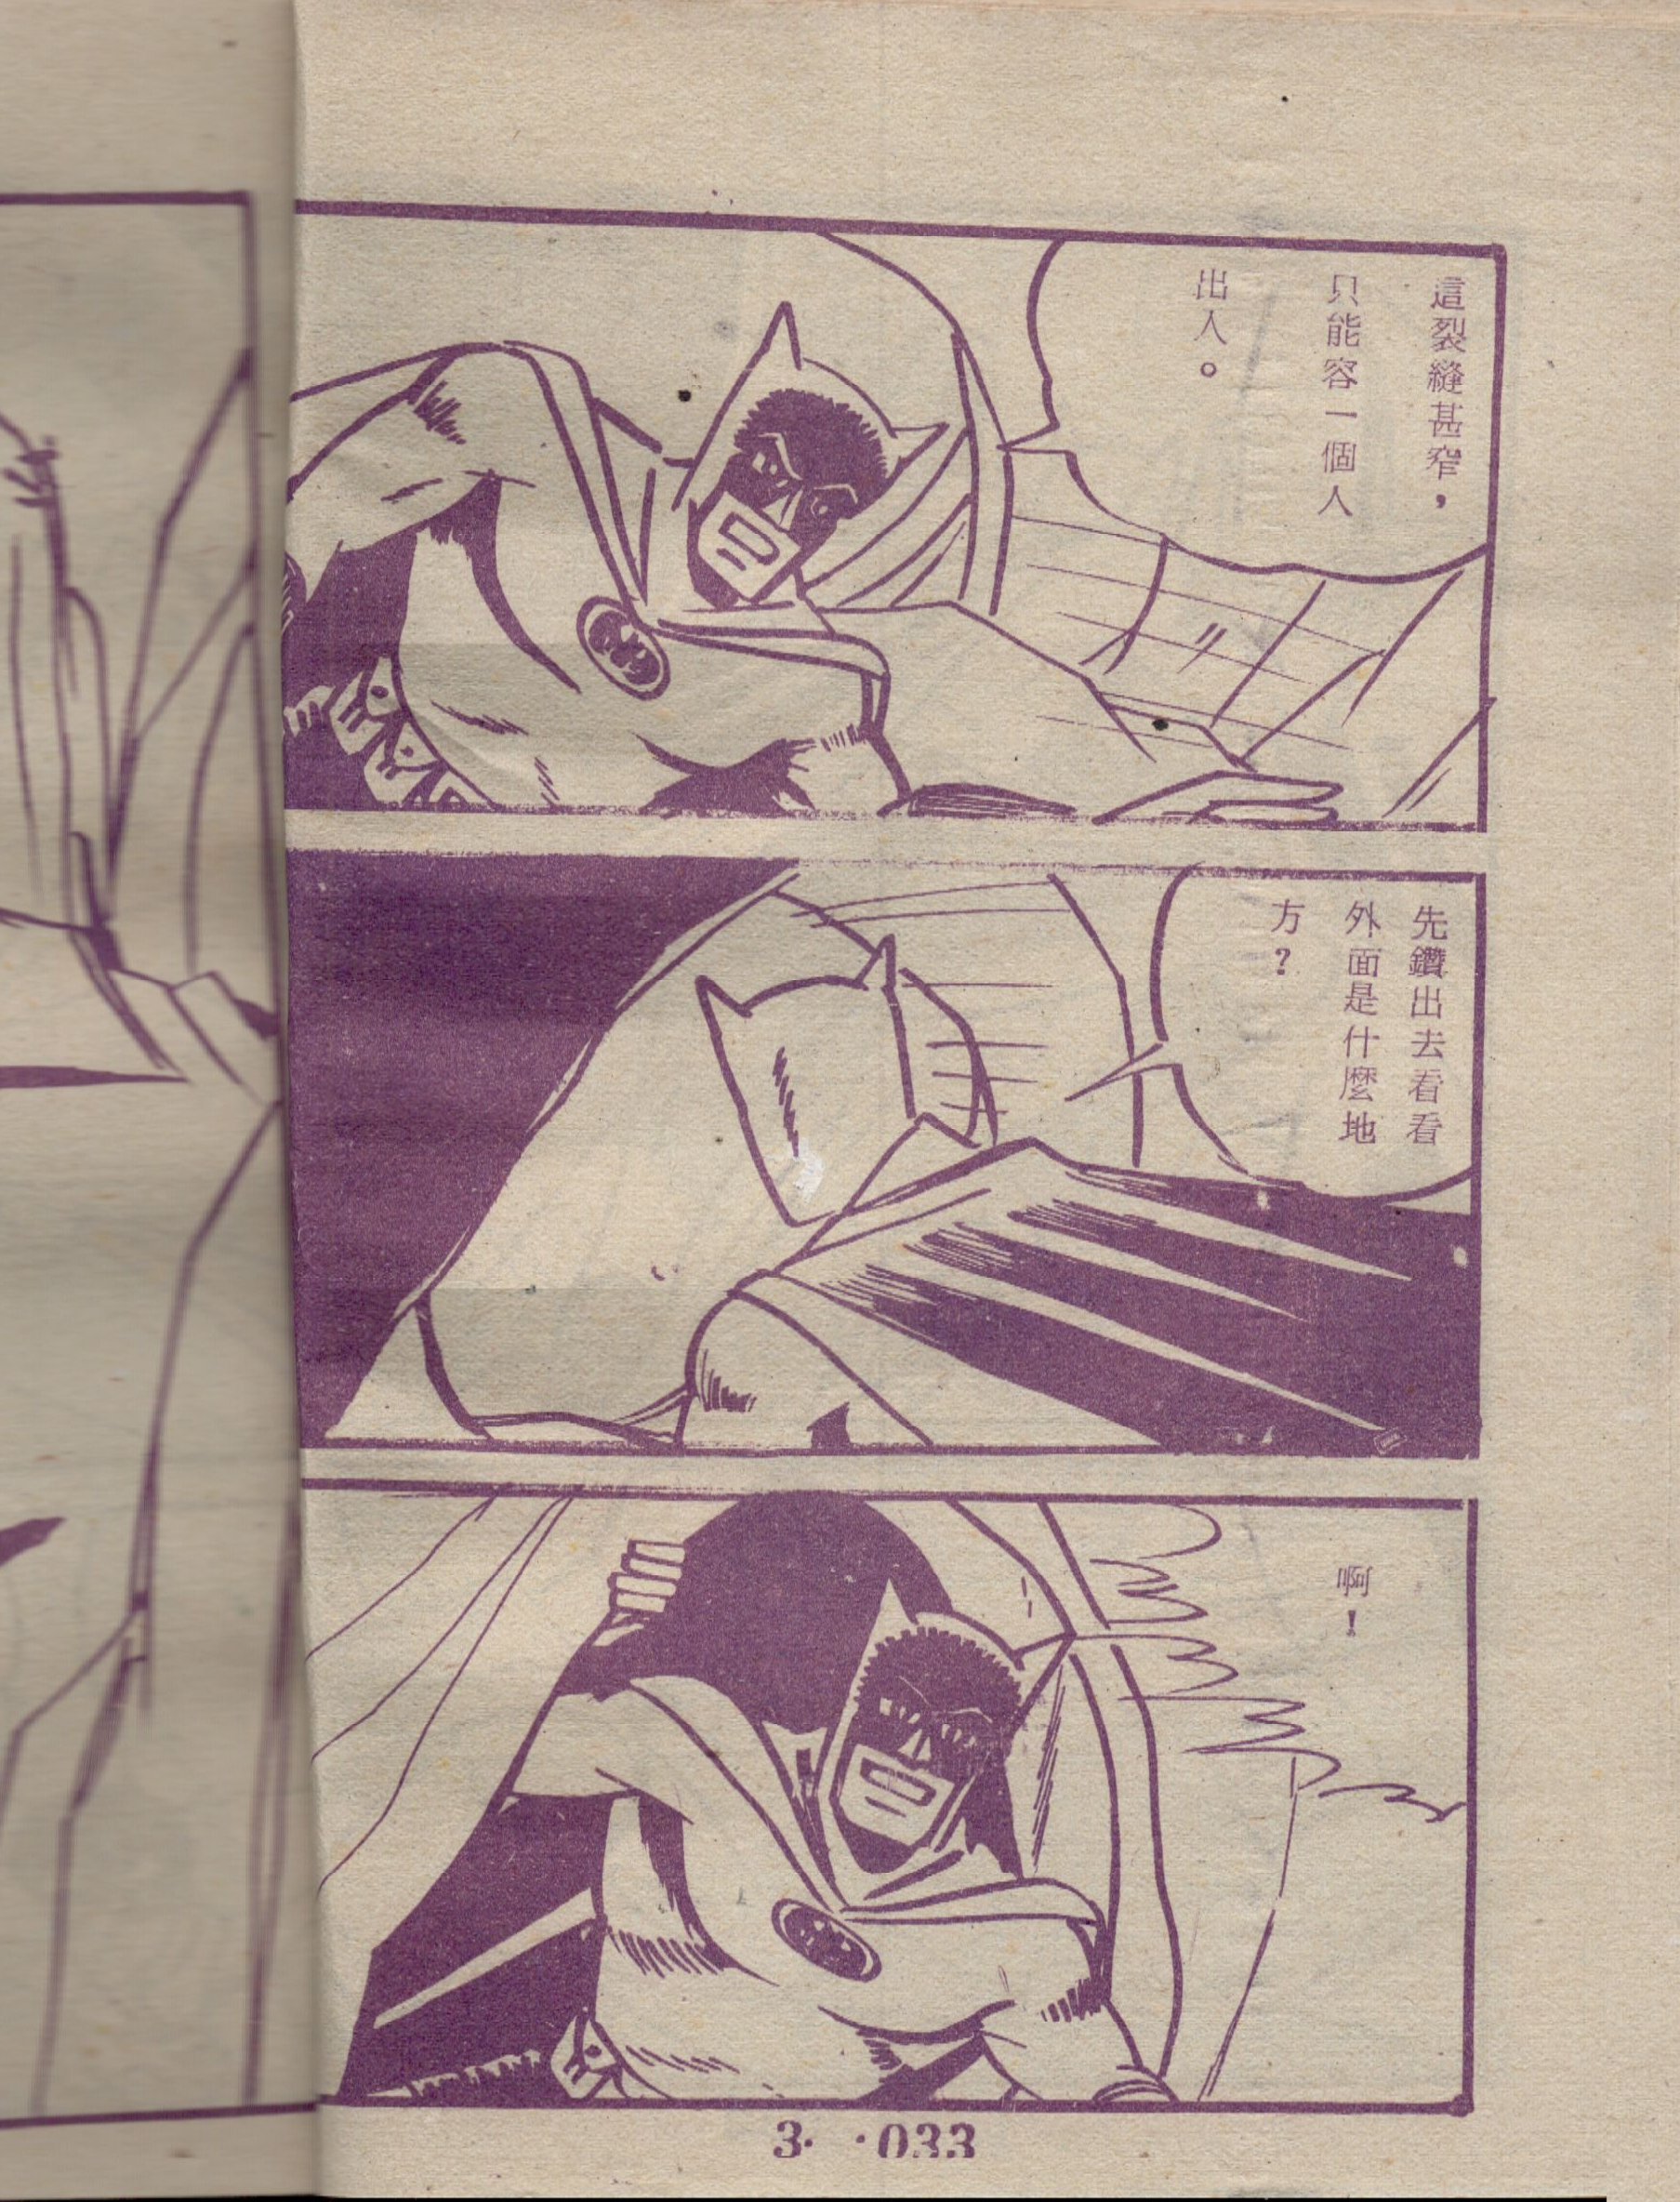 這裂縫甚窄，
只能容一個人
出入。
先鑽出去看看
外面是什麼地
方？
啊！
3· ·033